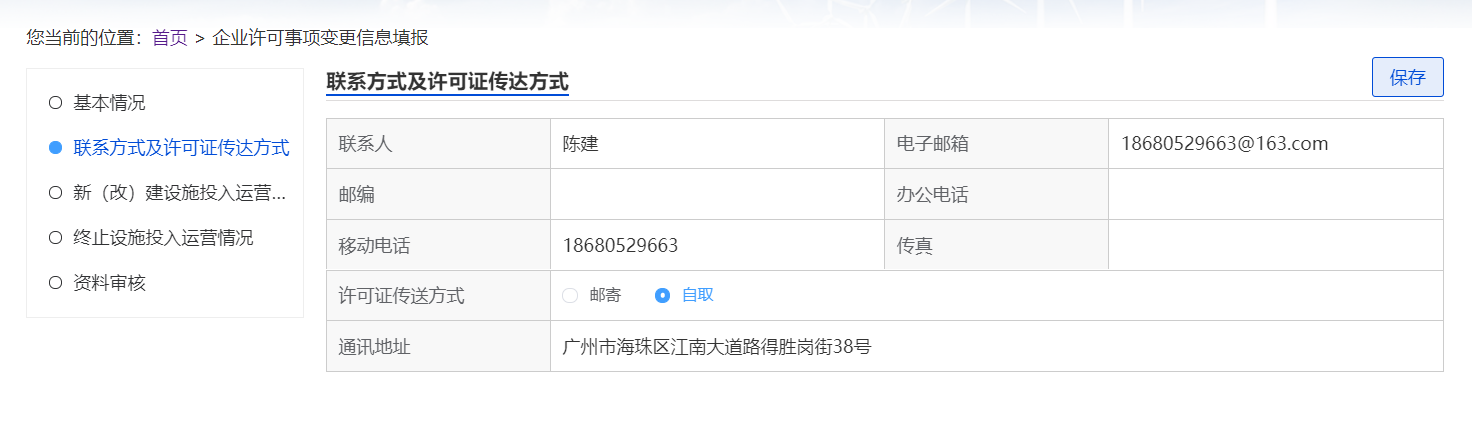 您当前的位置：首页 > 企业许可事项变更信息填报
基本情况
联系方式及许可证传达方式
新（改）建设施投入运营...
终止设施投入运营情况
资料审核
联系方式及许可证传达方式
保存
联系人 陈建 电子邮箱 18680529663@163.com
邮编 办公电话
移动电话 18680529663 传真
许可证传送方式 邮寄 自取
通讯地址 广州市海珠区江南大道路得胜岗街38号